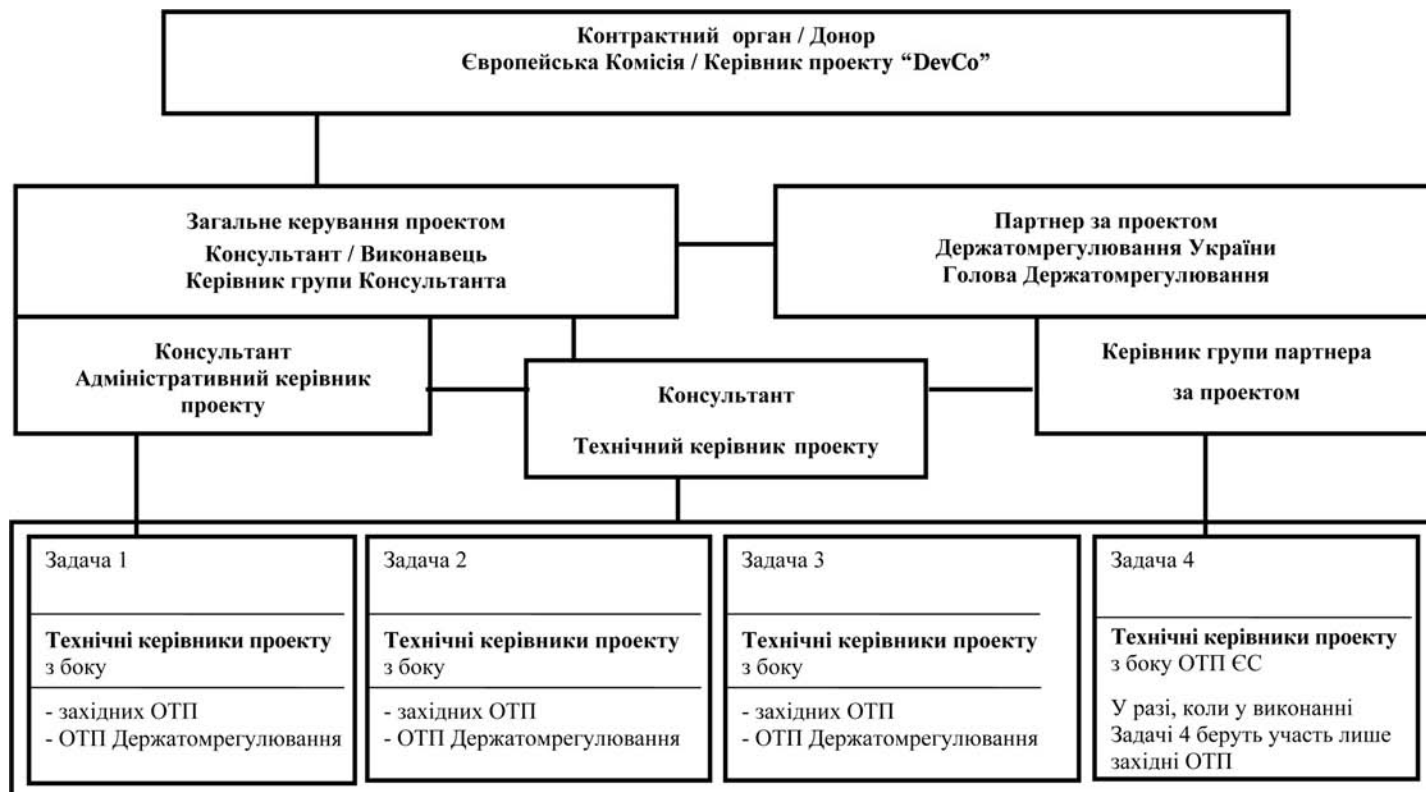 Контрактний орган / Донор
Європейська Комісія / Керівник проекту “DevCo”
Загальне керування проектом
Консультант / Виконавець
Керівник групи Консультанта
Партнер за проектом
Держатомрегулювання України
Голова Держатомрегулювання
Консультант
Адміністративний керівник
проекту
Консультант
Технічний керівник проекту
Керівник групи партнера
за проектом
Задача 1
Технічні керівники проекту
з боку
- західних ОТП
- ОТП Держатомрегулювання
Задача 2
Технічні керівники проекту
з боку
- західних ОТП
- ОТП Держатомрегулювання
Задача 3
Технічні керівники проекту
з боку
- західних ОТП
- ОТП Держатомрегулювання
Задача 4
Технічні керівники проекту
з боку ОТП ЄС
У разі, коли у виконанні
Задачі 4 беруть участь лише
західні ОТП